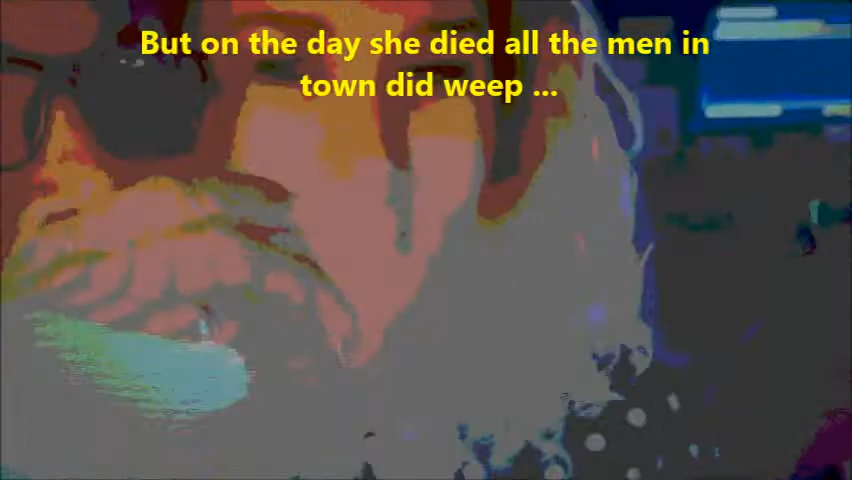 But on the day she died all the men in
town did weep ...